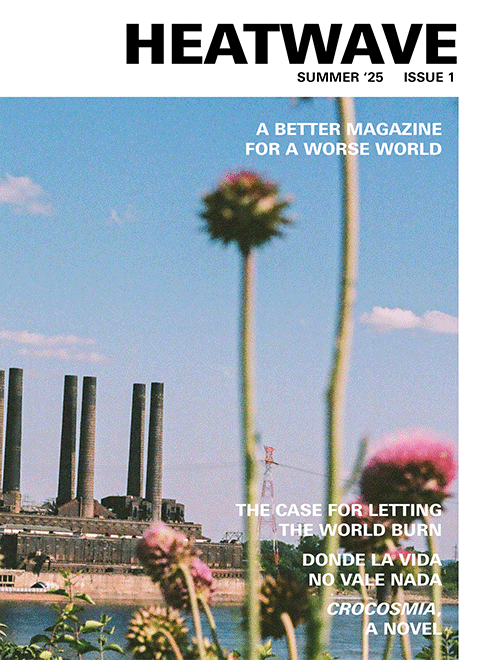 HEATWAVE
SUMMER ’25 ISSUE 1
A BETTER MAGAZINE
FOR A WORSE WORLD
THE CASE FOR LETTING
THE WORLD BURN
DONDE LA VIDA
NO VALE NADA
CROCOSMIA,
A NOVEL